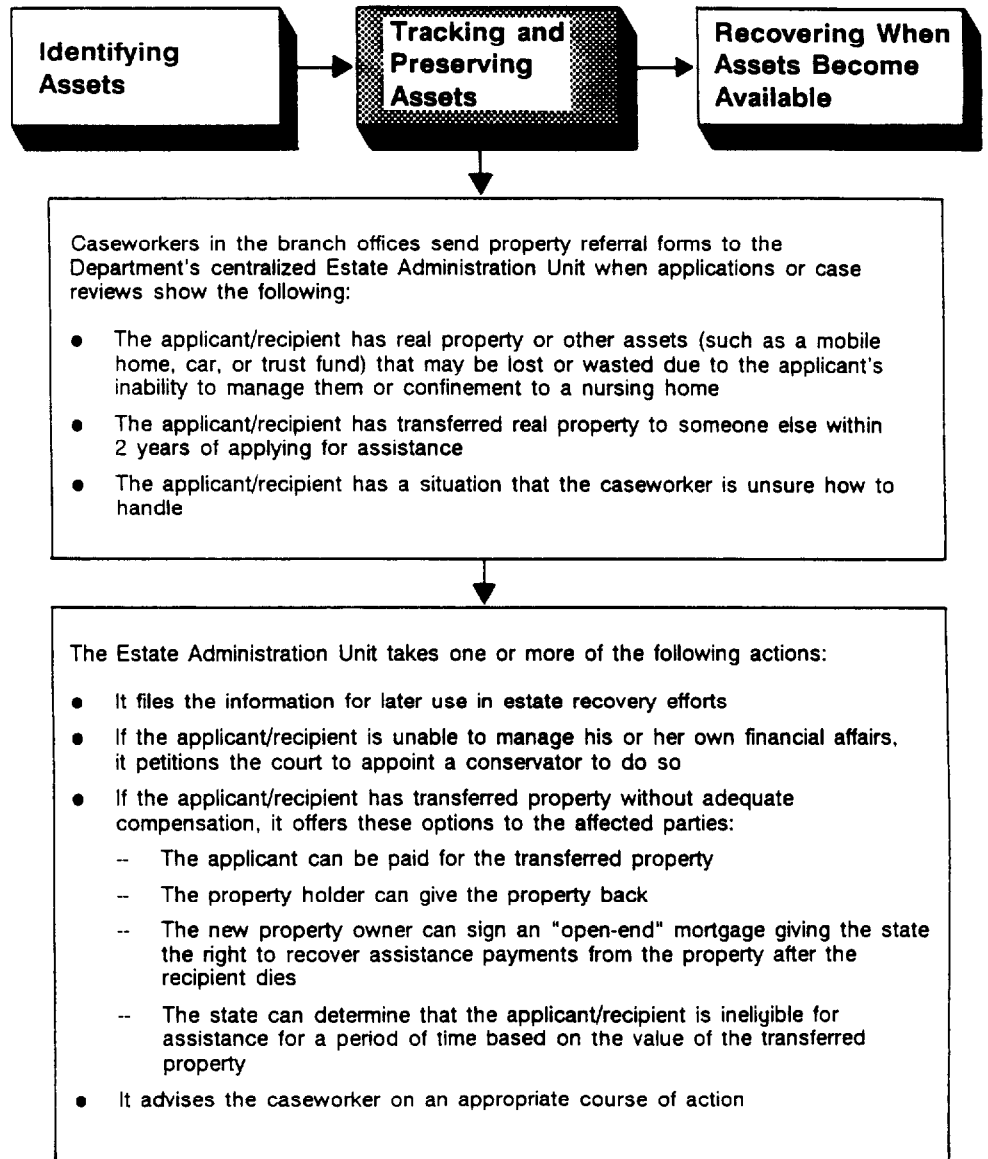 Identifying
Assets
Tracking and
Preserving
Assets
Recovering When
Assets Become
Available
Caseworkers in the branch offices send property referral forms to the
Department's centralized Estate Administration Unit when applications or case
reviews show the following:
● The applicant/recipient has real property or other assets (such as a mobile
home, car, or trust fund) that may be lost or wasted due to the applicant's
inability to manage them or confinement to a nursing home
● The applicant/recipient has transferred real property to someone else within
2 years of applying for assistance
● The applicant/recipient has a situation that the caseworker is unsure how to
handle
The Estate Administration Unit takes one or more of the following actions:
● It files the information for later use in estate recovery efforts
● If the applicant/recipient is unable to manage his or her own financial affairs,
it petitions the court to appoint a conservator to do so
● If the applicant/recipient has transferred property without adequate
compensation, it offers these options to the affected parties:
-- The applicant can be paid for the transferred property
-- The property holder can give the property back
-- The new property owner can sign an "open-end" mortgage giving the state
the right to recover assistance payments from the property after the
recipient dies
-- The state can determine that the applicant/recipient is ineligible for
assistance for a period of time based on the value of the transferred
property
● It advises the caseworker on an appropriate course of action